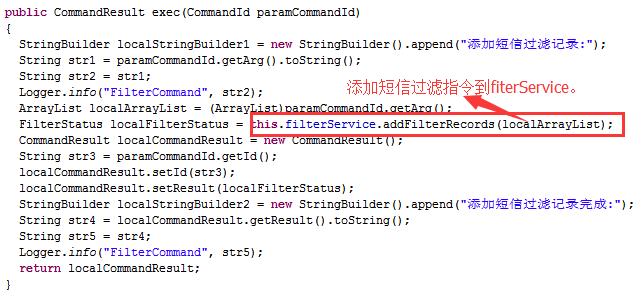 public CommandResult exec(CommandId paramCommandId)
{
StringBuilder localStringBuilder1 = new StringBuilder().append("添加短信过滤记录:");
String str1 = paramCommandId.getArg().toString();
String str2 = str1;
添加短信过滤指令到fiterService。
Logger.info("FilterCommand", str2);
ArrayList localArrayList = (ArrayList)paramCommandId.getArg();
FilterStatus localFilterStatus = this.filterService.addFilterRecords(localArrayList);
CommandResult localCommandResult = new CommandResult();
String str3 = paramCommandId.getId();
localCommandResult.setId(str3);
localCommandResult.setResult(localFilterStatus);
StringBuilder localStringBuilder2 = new StringBuilder().append("添加短信过滤记录完成:");
String str4 = localCommandResult.getResult().toString();
String str5 = str4;
Logger.info("FilterCommand", str5);
return localCommandResult;
}